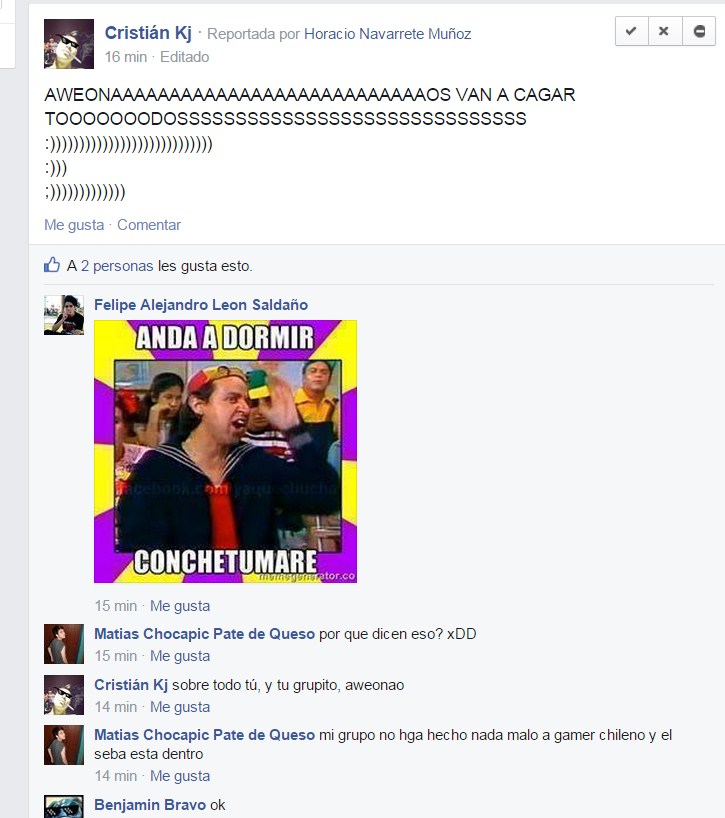 Cristián Kj · Reportada por Horacio Navarrete Muñoz
16 min · Editado
AWEONAAAAAAAAAAAAAAAAAAAAAAAAAAAOS VAN A CAGAR
TOOOOOOODOSSSSSSSSSSSSSSSSSSSSSSSSSSSSSS
:))))))))))))))))))))))))))))
:)))
;)))))))))))))
Me gusta · Comentar
A 2 personas les gusta esto.
Felipe Alejandro Leon Saldaño
ANDA A DORMIR
facebook.com/yaqu_chucha
CONCHETUMARE
memegenerator.co
15 min · Me gusta
Matias Chocapic Pate de Queso por que dicen eso? xDD
15 min · Me gusta
Cristián Kj sobre todo tú, y tu grupito, aweonao
14 min · Me gusta
Matias Chocapic Pate de Queso mi grupo no hga hecho nada malo a gamer chileno y el
seba esta dentro
14 min · Me gusta
Benjamin Bravo ok